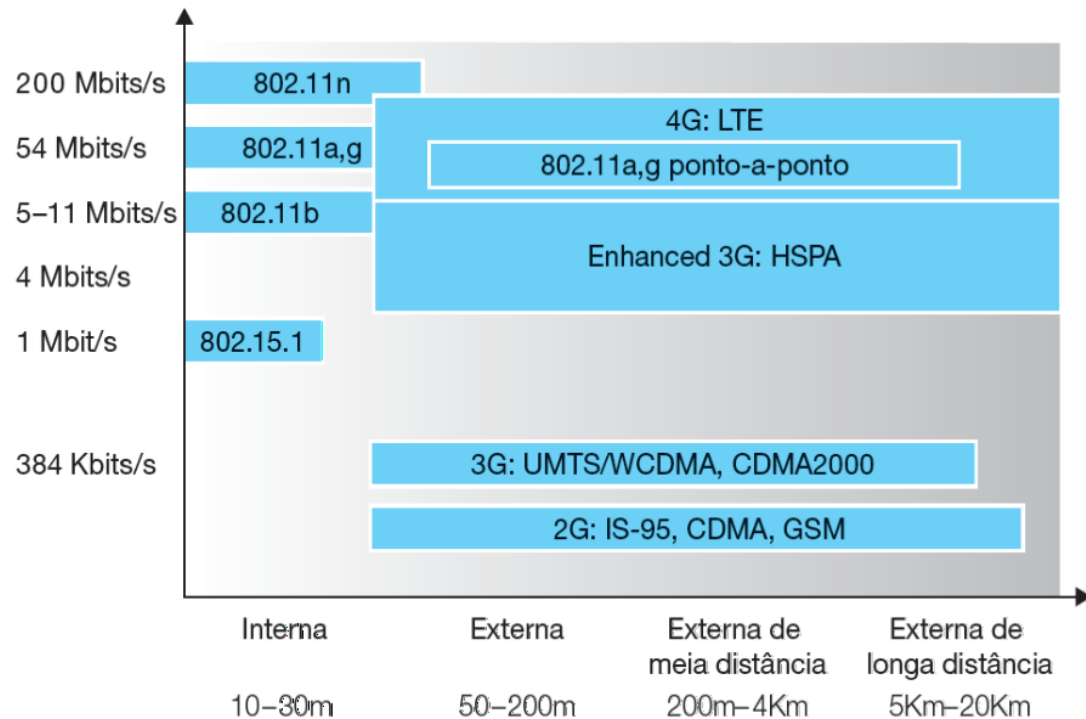 200 Mbits/s
802.11n
4G: LTE
54 Mbits/s
802.11a,g
802.11a,g ponto-a-ponto
5–11 Mbits/s
802.11b
Enhanced 3G: HSPA
4 Mbits/s
1 Mbit/s
802.15.1
384 Kbits/s
3G: UMTS/WCDMA, CDMA2000
2G: IS-95, CDMA, GSM
Interna
Externa
Externa de
meia distância
Externa de
longa distância
10–30m
50–200m
200m–4Km
5Km–20Km